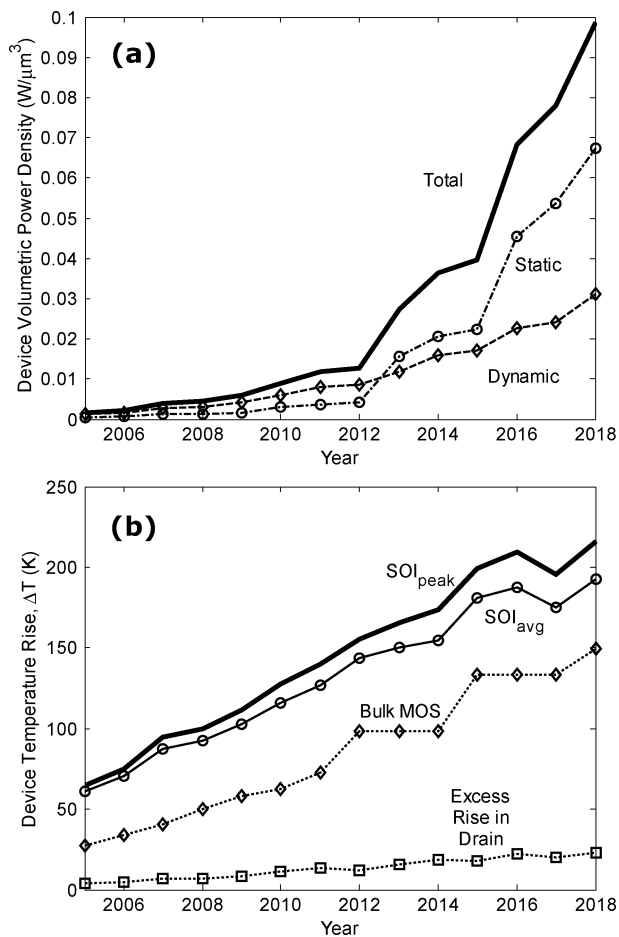 (a)
Device Volumetric Power Density (W/μm³)
0.1
0.09
0.08
0.07
0.06
0.05
0.04
0.03
0.02
0.01
0
Total
Static
Dynamic
2006 2008 2010 2012 2014 2016 2018
Year
(b)
Device Temperature Rise, ΔT (K)
250
200
150
100
50
0
SOIpeak
SOIavg
Bulk MOS
Excess
Rise in
Drain
2006 2008 2010 2012 2014 2016 2018
Year